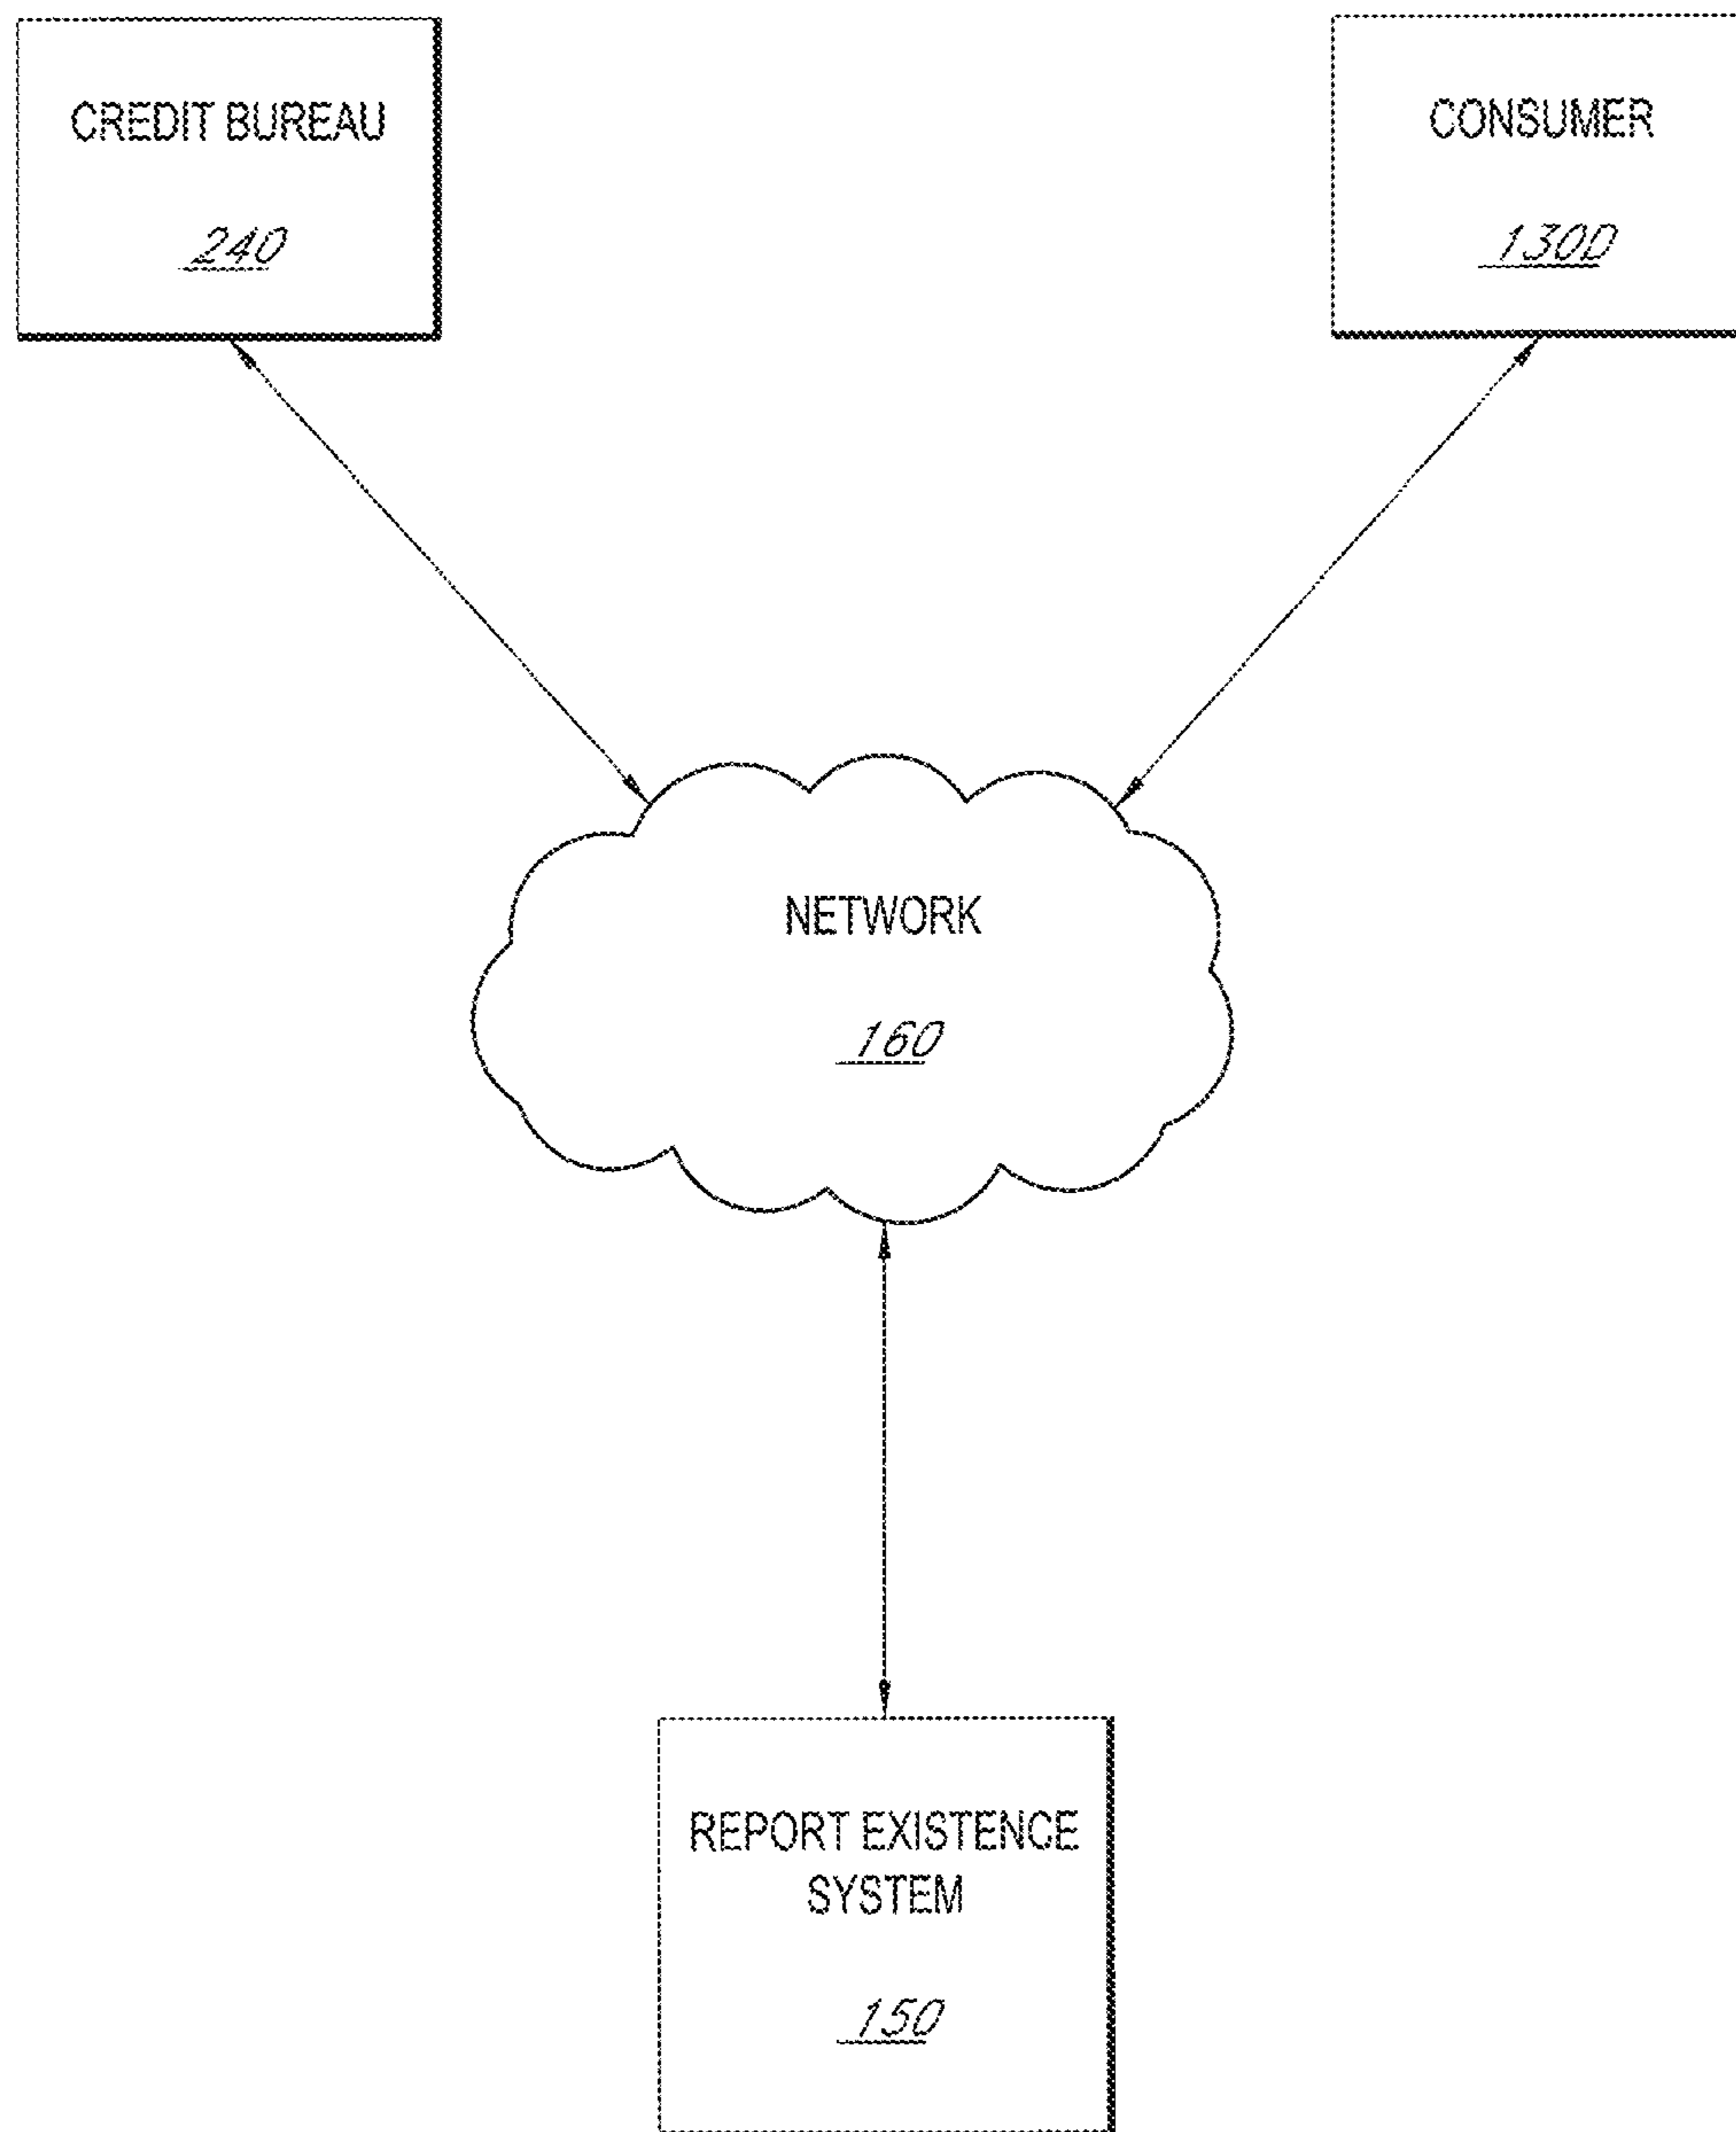 CREDIT BUREAU
240
CONSUMER
130D
NETWORK
160
REPORT EXISTENCE
SYSTEM
150